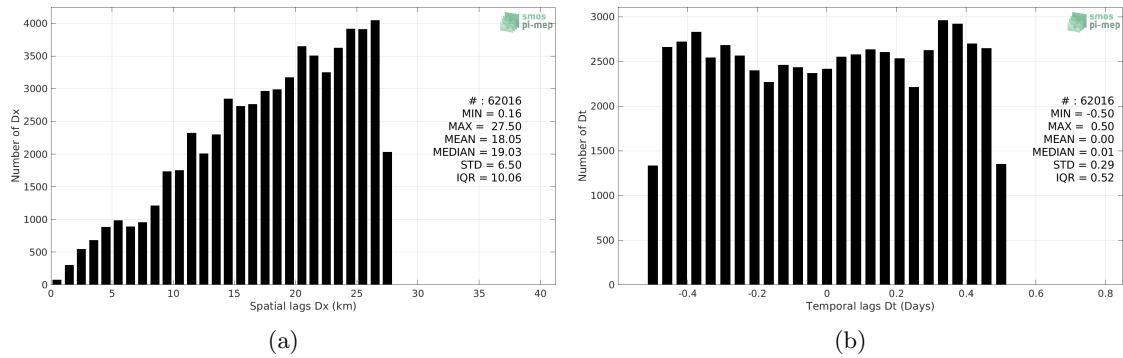 4000
3500
3000
2500
2000
1500
1000
500
0
Number of Dx
0 5 10 15 20 25 30 35 40
Spatial lags Dx (km)
smos
pi-mep
# : 62016
MIN = 0.16
MAX = 27.50
MEAN = 18.05
MEDIAN = 19.03
STD = 6.50
IQR = 10.06
(a)
3000
2500
2000
1500
1000
500
0
Number of Dt
-0.4 -0.2 0 0.2 0.4 0.6 0.8
Temporal lags Dt (Days)
smos
pi-mep
# : 62016
MIN = -0.50
MAX = 0.50
MEAN = 0.00
MEDIAN = 0.01
STD = 0.29
IQR = 0.52
(b)